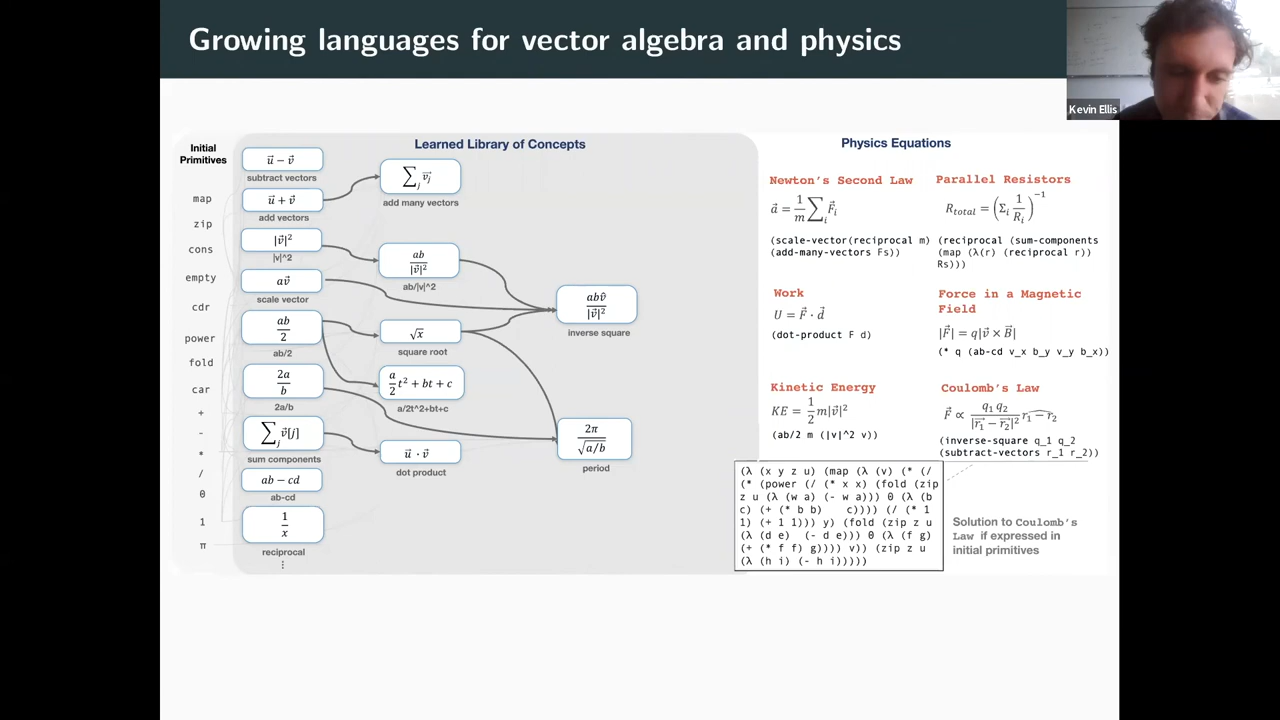 Growing languages for vector algebra and physics
Kevin Ellis
Initial
Primitives
map
zip
cons
empty
cdr
power
fold
car
+
-
*
/
0
1
π
Learned Library of Concepts
u⃗ − v⃗
subtract vectors
u⃗ + v⃗
add vectors
|v⃗|²
|v|^2
av⃗
scale vector
ab/2
ab/2
2a/b
2a/b
∑ⱼ v⃗[j]
sum components
ab − cd
ab-cd
1/x
reciprocal
⋮
∑ⱼ v⃗ⱼ
add many vectors
ab/|v⃗|²
ab/|v|^2
√x
square root
a/2 t² + bt + c
a/2t^2+bt+c
u⃗ · v⃗
dot product
abv̂/|v⃗|²
inverse square
2π/√(a/b)
period
Physics Equations
Newton's Second Law
a⃗ = 1/m ∑ᵢ F⃗ᵢ
(scale-vector(reciprocal m)
(add-many-vectors Fs))
Parallel Resistors
R_total = (Σᵢ 1/Rᵢ)⁻¹
(reciprocal (sum-components
(map (λ(r) (reciprocal r))
Rs)))
Work
U = F⃗ · d⃗
(dot-product F d)
Force in a Magnetic
Field
|F⃗| = q|v⃗ × B⃗|
(* q (ab-cd v_x b_y v_y b_x))
Kinetic Energy
KE = 1/2 m|v⃗|²
(ab/2 m (|v|^2 v))
Coulomb's Law
F⃗ ∝ q₁ q₂/|r⃗₁ − r⃗₂|² r₁ − r₂
(inverse-square q_1 q_2
(subtract-vectors r_1 r_2))
(λ (x y z u) (map (λ (v) (* (/
(* (power (/ (* x x) (fold (zip
z u (λ (w a) (- w a))) 0 (λ (b
c) (+ (* b b) c)))) (/ (* 1
1) (+ 1 1))) y) (fold (zip z u
(λ (d e) (- d e))) 0 (λ (f g)
(+ (* f f) g)))) v)) (zip z u
(λ (h i) (- h i)))))
Solution to Coulomb's
Law if expressed in
initial primitives